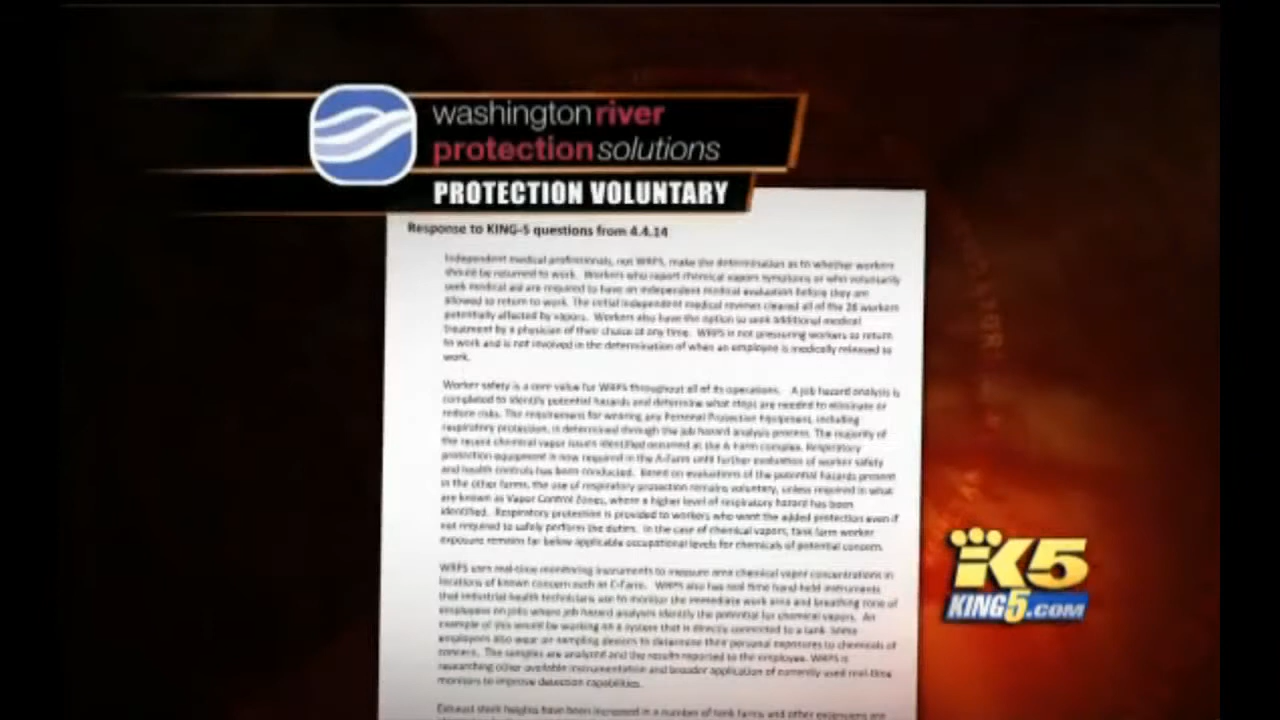 washington river
protection solutions
PROTECTION VOLUNTARY
Response to KING-5 questions from 4.4.14
Independent medical professionals, not WRPS, make the determination as to whether workers
should be returned to work. Workers who report chemical vapors symptoms or who voluntarily
seek medical aid are required to have an independent medical evaluation before they are
allowed to return to work. The initial independent medical reviews cleared all of the 26 workers
potentially affected by vapors. Workers also have the option to seek additional medical
treatment by a physician of their choice at any time. WRPS is not pressuring workers to return
to work and is not involved in the determination of when an employee is medically released to
work.
Worker safety is a core value for WRPS throughout all of its operations. A job hazard analysis is
completed to identify potential hazards and determine what steps are needed to eliminate or
reduce risks. The requirement for wearing any Personal Protection Equipment, including
respiratory protection, is determined through the job hazard analysis process. The majority of
the recent chemical vapor issues identified occurred at the A-Farm complex. Respiratory
protection equipment is now required in the A-Farm until further evaluation of worker safety
and health controls has been conducted. Based on evaluations of the potential hazards present
in the other farms, the use of respiratory protection remains voluntary, unless required in what
are known as Vapor Control Zones, where a higher level of respiratory hazard has been
identified. Respiratory protection is provided to workers who want the added protection even if
not required to safely perform the duties. In the case of chemical vapors, tank farm worker
exposure remains far below applicable occupational levels for chemicals of potential concern.
WRPS uses real-time monitoring instruments to measure area chemical vapor concentrations in
locations of known concern such as C-Farm. WRPS also has real time hand-held instruments
that industrial health technicians use to monitor the immediate work area and breathing zone of
employees on jobs where job hazard analyses identify the potential for chemical vapors. An
example of this would be working on a system that is directly connected to a tank. Some
employees also wear air-sampling devices to determine their personal exposures to chemicals of
concern. The samples are analyzed and the results reported to the employee. WRPS is
researching other available instrumentation and broader application of currently used real-time
monitors to improve detection capabilities.
Exhaust stack heights have been increased in a number of tank farms and other extensions are
K5
KING5.COM